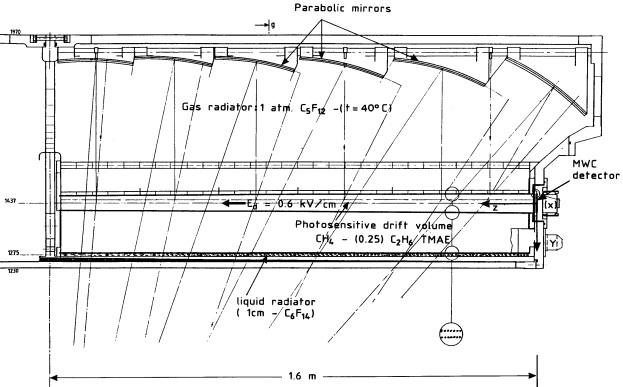 Parabolic mirrors
g
1970
Gas radiator: 1 atm. C₅F₁₂ -(t = 40°C)
MWC
detector
1437
E_d = 0.6 kV/cm
z
(x)
Photosensitive drift volume
CH₄ - (0.25) C₂H₆ TMAE
Y
1275
1230
liquid radiator
( 1cm - C₆F₁₄)
1.6 m